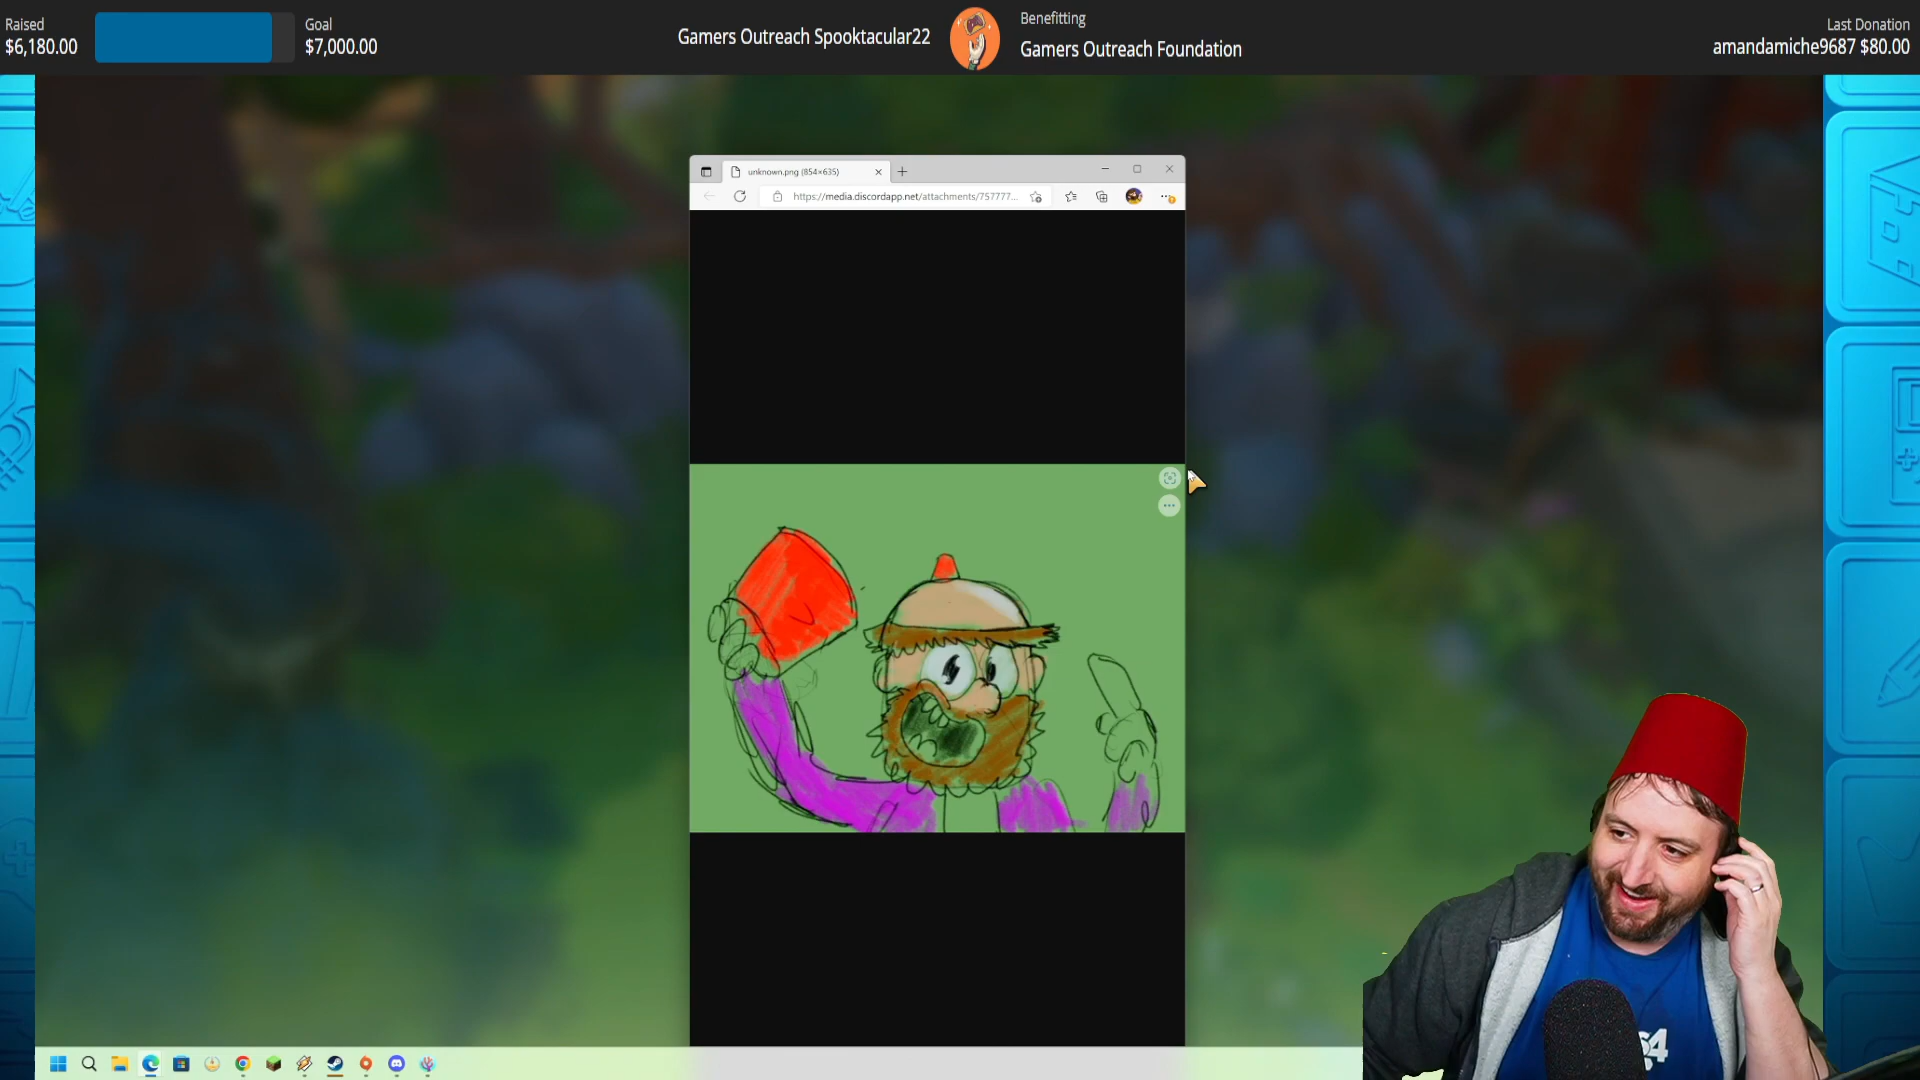 Raised
$6,180.00
Goal
$7,000.00
Gamers Outreach Spooktacular22
Benefitting
Gamers Outreach Foundation
Last Donation
amandamiche9687 $80.00
unknown.png (854×635)
https://media.discordapp.net/attachments/757777...
64